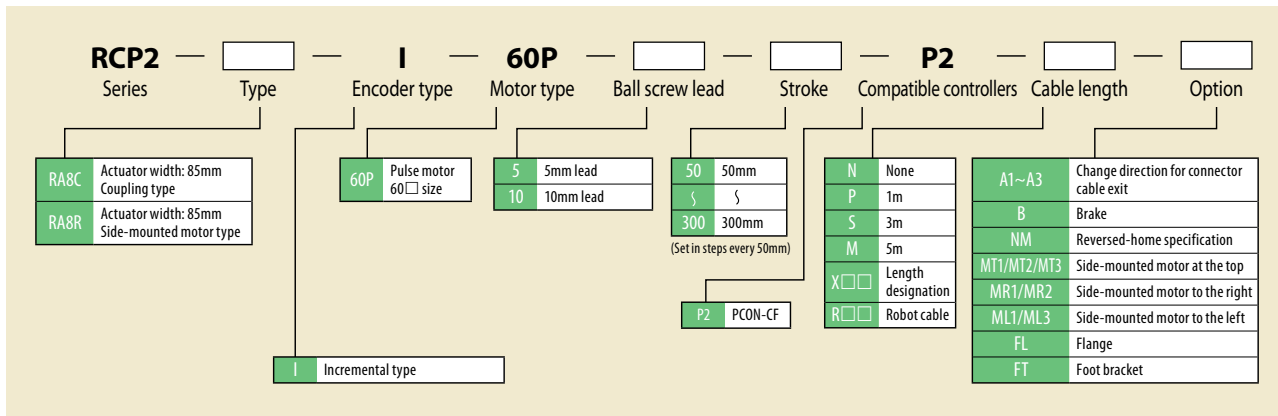 RCP2 — — I — 60P — — — P2 — —
Series Type Encoder type Motor type Ball screw lead Stroke Compatible controllers Cable length Option
RA8C Actuator width: 85mm
Coupling type
RA8R Actuator width: 85mm
Side-mounted motor type
60P Pulse motor
60□ size
5 5mm lead
10 10mm lead
50 50mm
∫ ∫
300 300mm
(Set in steps every 50mm)
P2 PCON-CF
N None
P 1m
S 3m
M 5m
X□□ Length
designation
R□□ Robot cable
A1~A3 Change direction for connector
cable exit
B Brake
NM Reversed-home specification
MT1/MT2/MT3 Side-mounted motor at the top
MR1/MR2 Side-mounted motor to the right
ML1/ML3 Side-mounted motor to the left
FL Flange
FT Foot bracket
I Incremental type